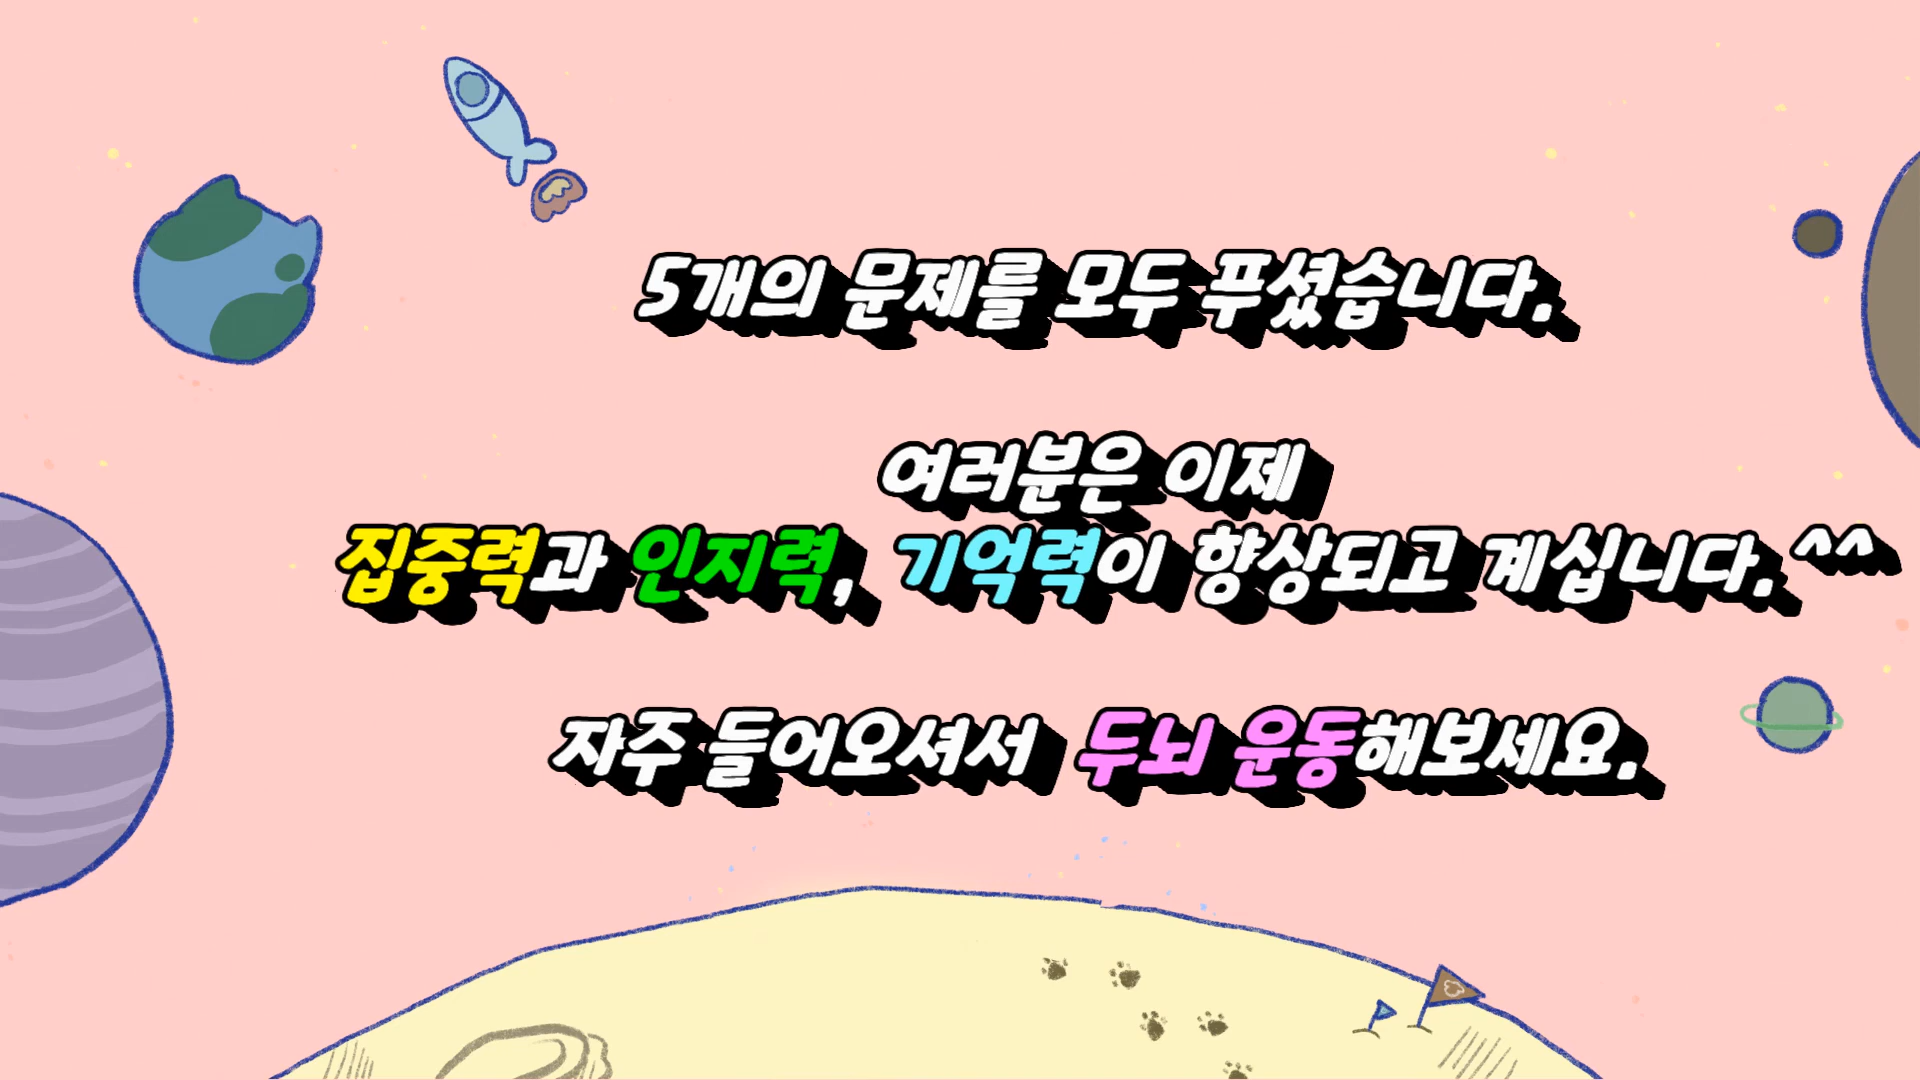 5개의 문제를 모두 푸셨습니다.
여러분은 이제
집중력과 인지력, 기억력이 향상되고 계십니다.^^
자주 들어오셔서 두뇌 운동해보세요.